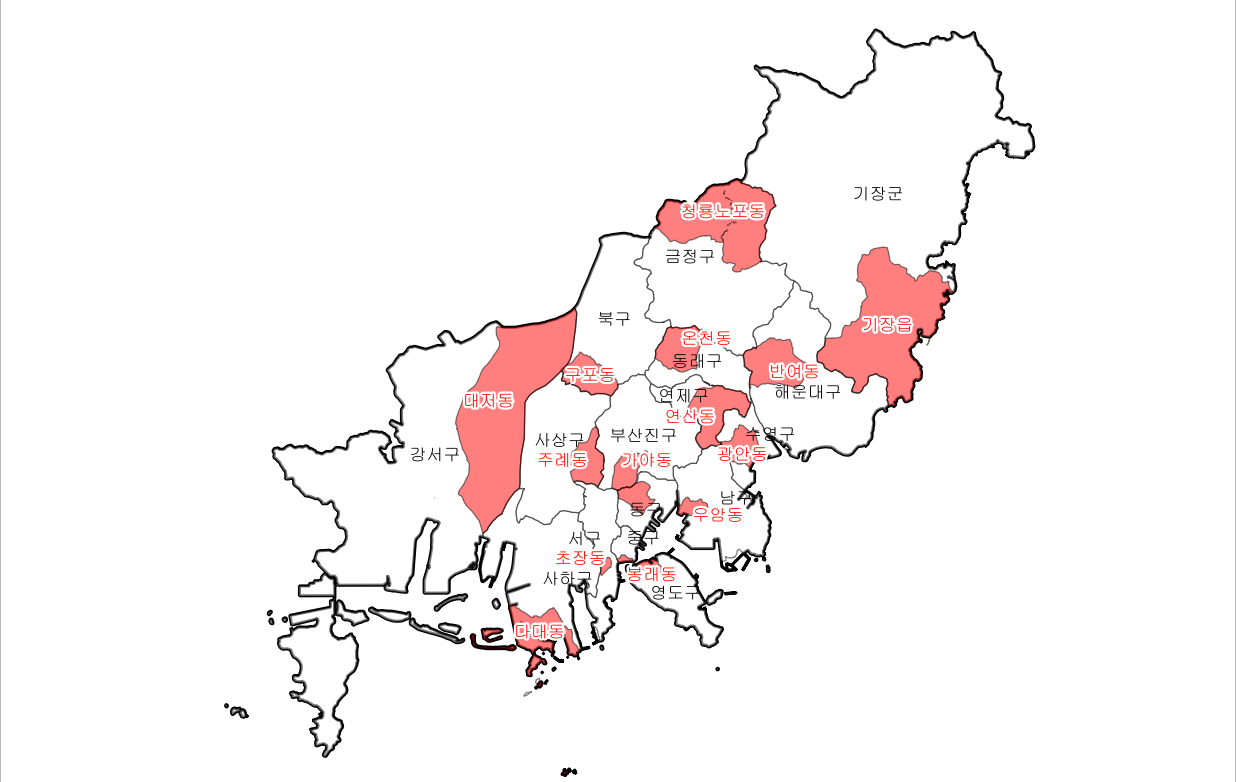 기장군
청룡노포동
금정구
북구
기장읍
온천동
동래구
반여동
구포동
해운대구
연제구
대저동
연산동
수영구
부산진구
사상구
강서구
광안동
주례동
가야동
남구
동구
우암동
서구
중구
초장동
봉래동
사하구
영도구
다대동